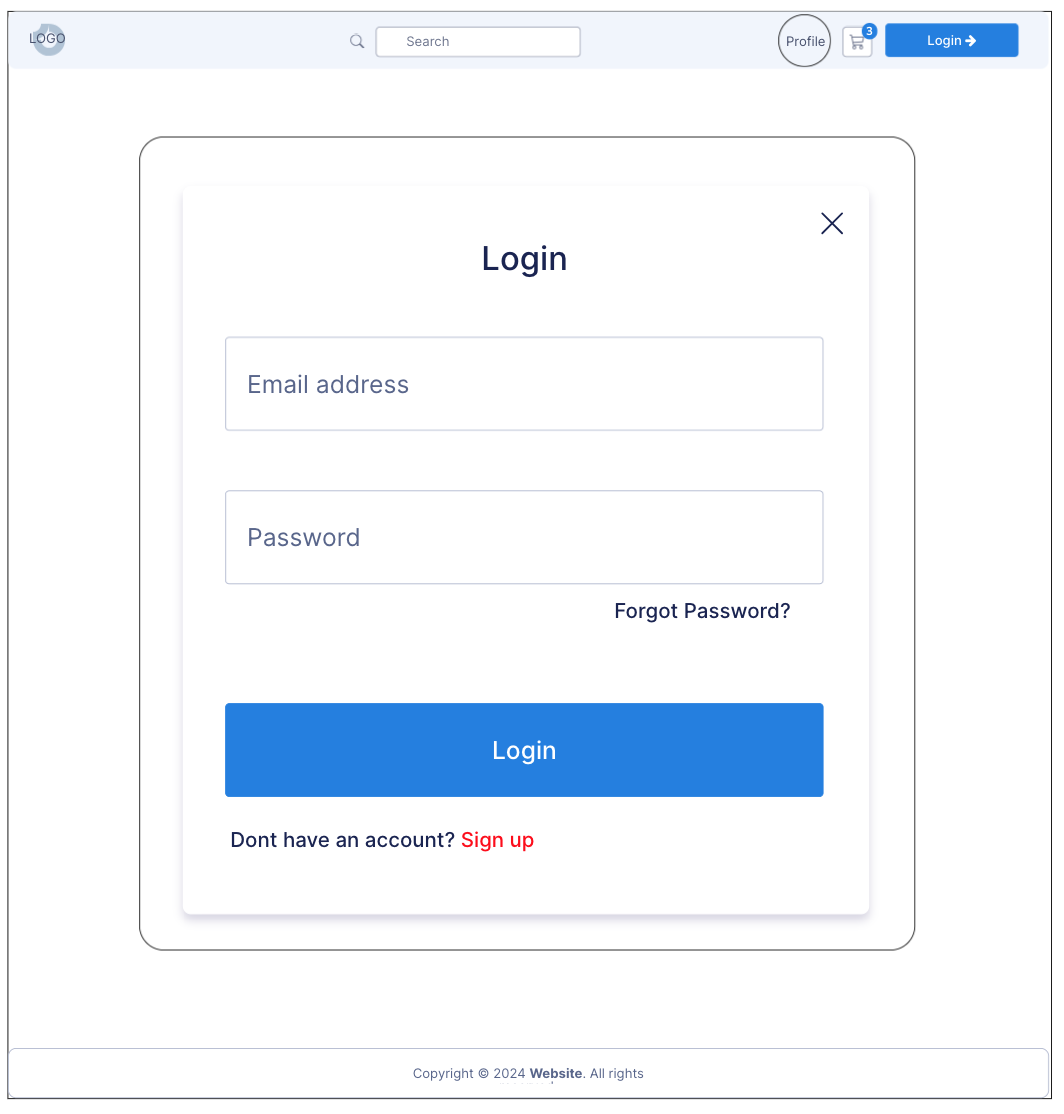 LOGO
Search
Profile
3
Login →
Login
Email address
Password
Forgot Password?
Login
Dont have an account? Sign up
Copyright © 2024 Website. All rights